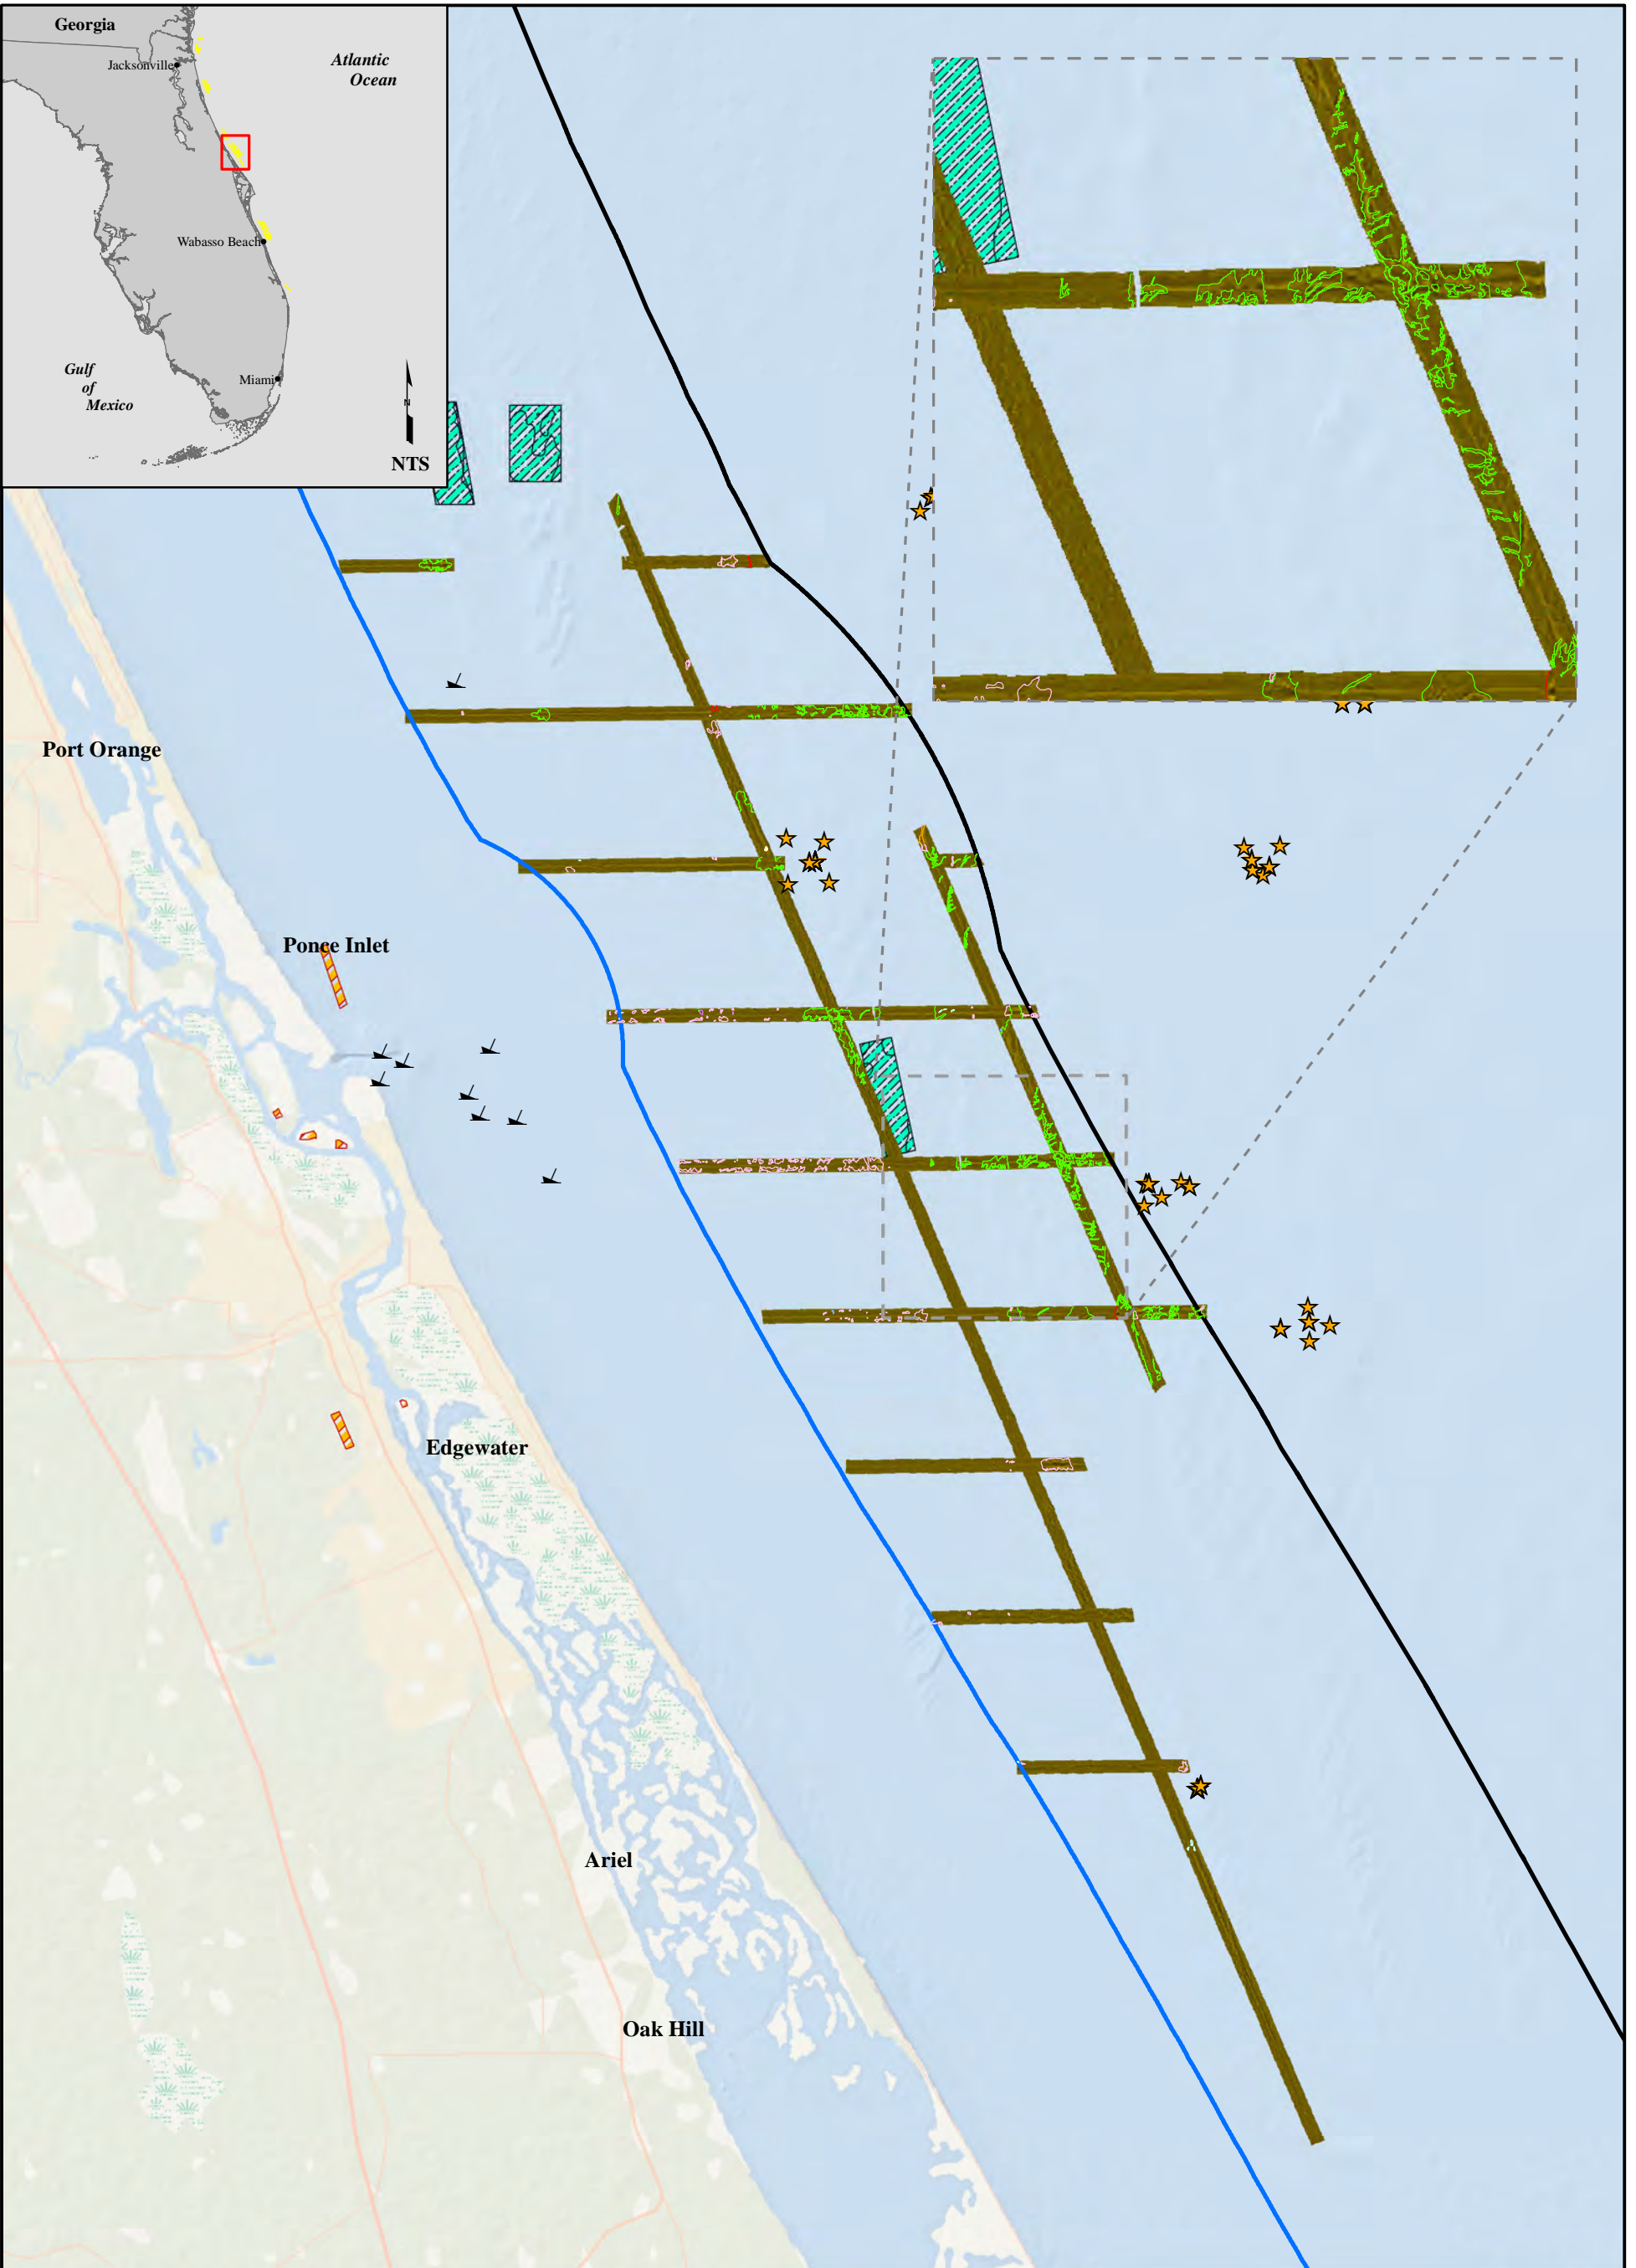 Georgia
Atlantic
Ocean
Jacksonville
Wabasso Beach
Gulf
of
Mexico
Miami
N
NTS
Port Orange
Ponce Inlet
Edgewater
Ariel
Oak Hill